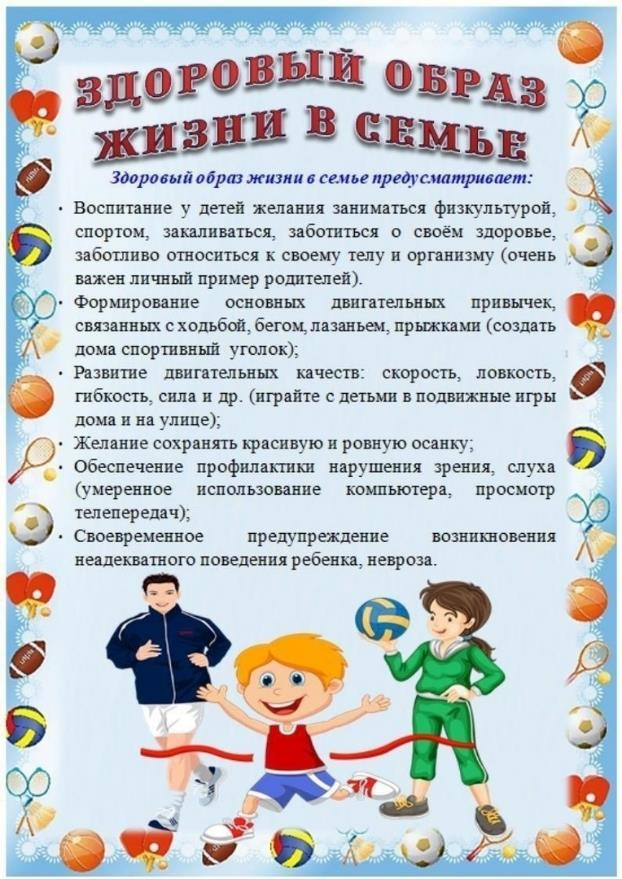 ЗДОРОВЫЙ ОБРАЗ
ЖИЗНИ В СЕМЬЕ
Здоровый образ жизни в семье предусматривает:
· Воспитание у детей желания заниматься физкультурой,
спортом, закаливаться, заботиться о своём здоровье,
заботливо относиться к своему телу и организму (очень
важен личный пример родителей).
· Формирование основных двигательных привычек,
связанных с ходьбой, бегом, лазаньем, прыжками (создать
дома спортивный уголок);
· Развитие двигательных качеств: скорость, ловкость,
гибкость, сила и др. (играйте с детьми в подвижные игры
дома и на улице);
· Желание сохранять красивую и ровную осанку;
· Обеспечение профилактики нарушения зрения, слуха
(умеренное использование компьютера, просмотр
телепередач);
· Своевременное предупреждение возникновения
неадекватного поведения ребенка, невроза.